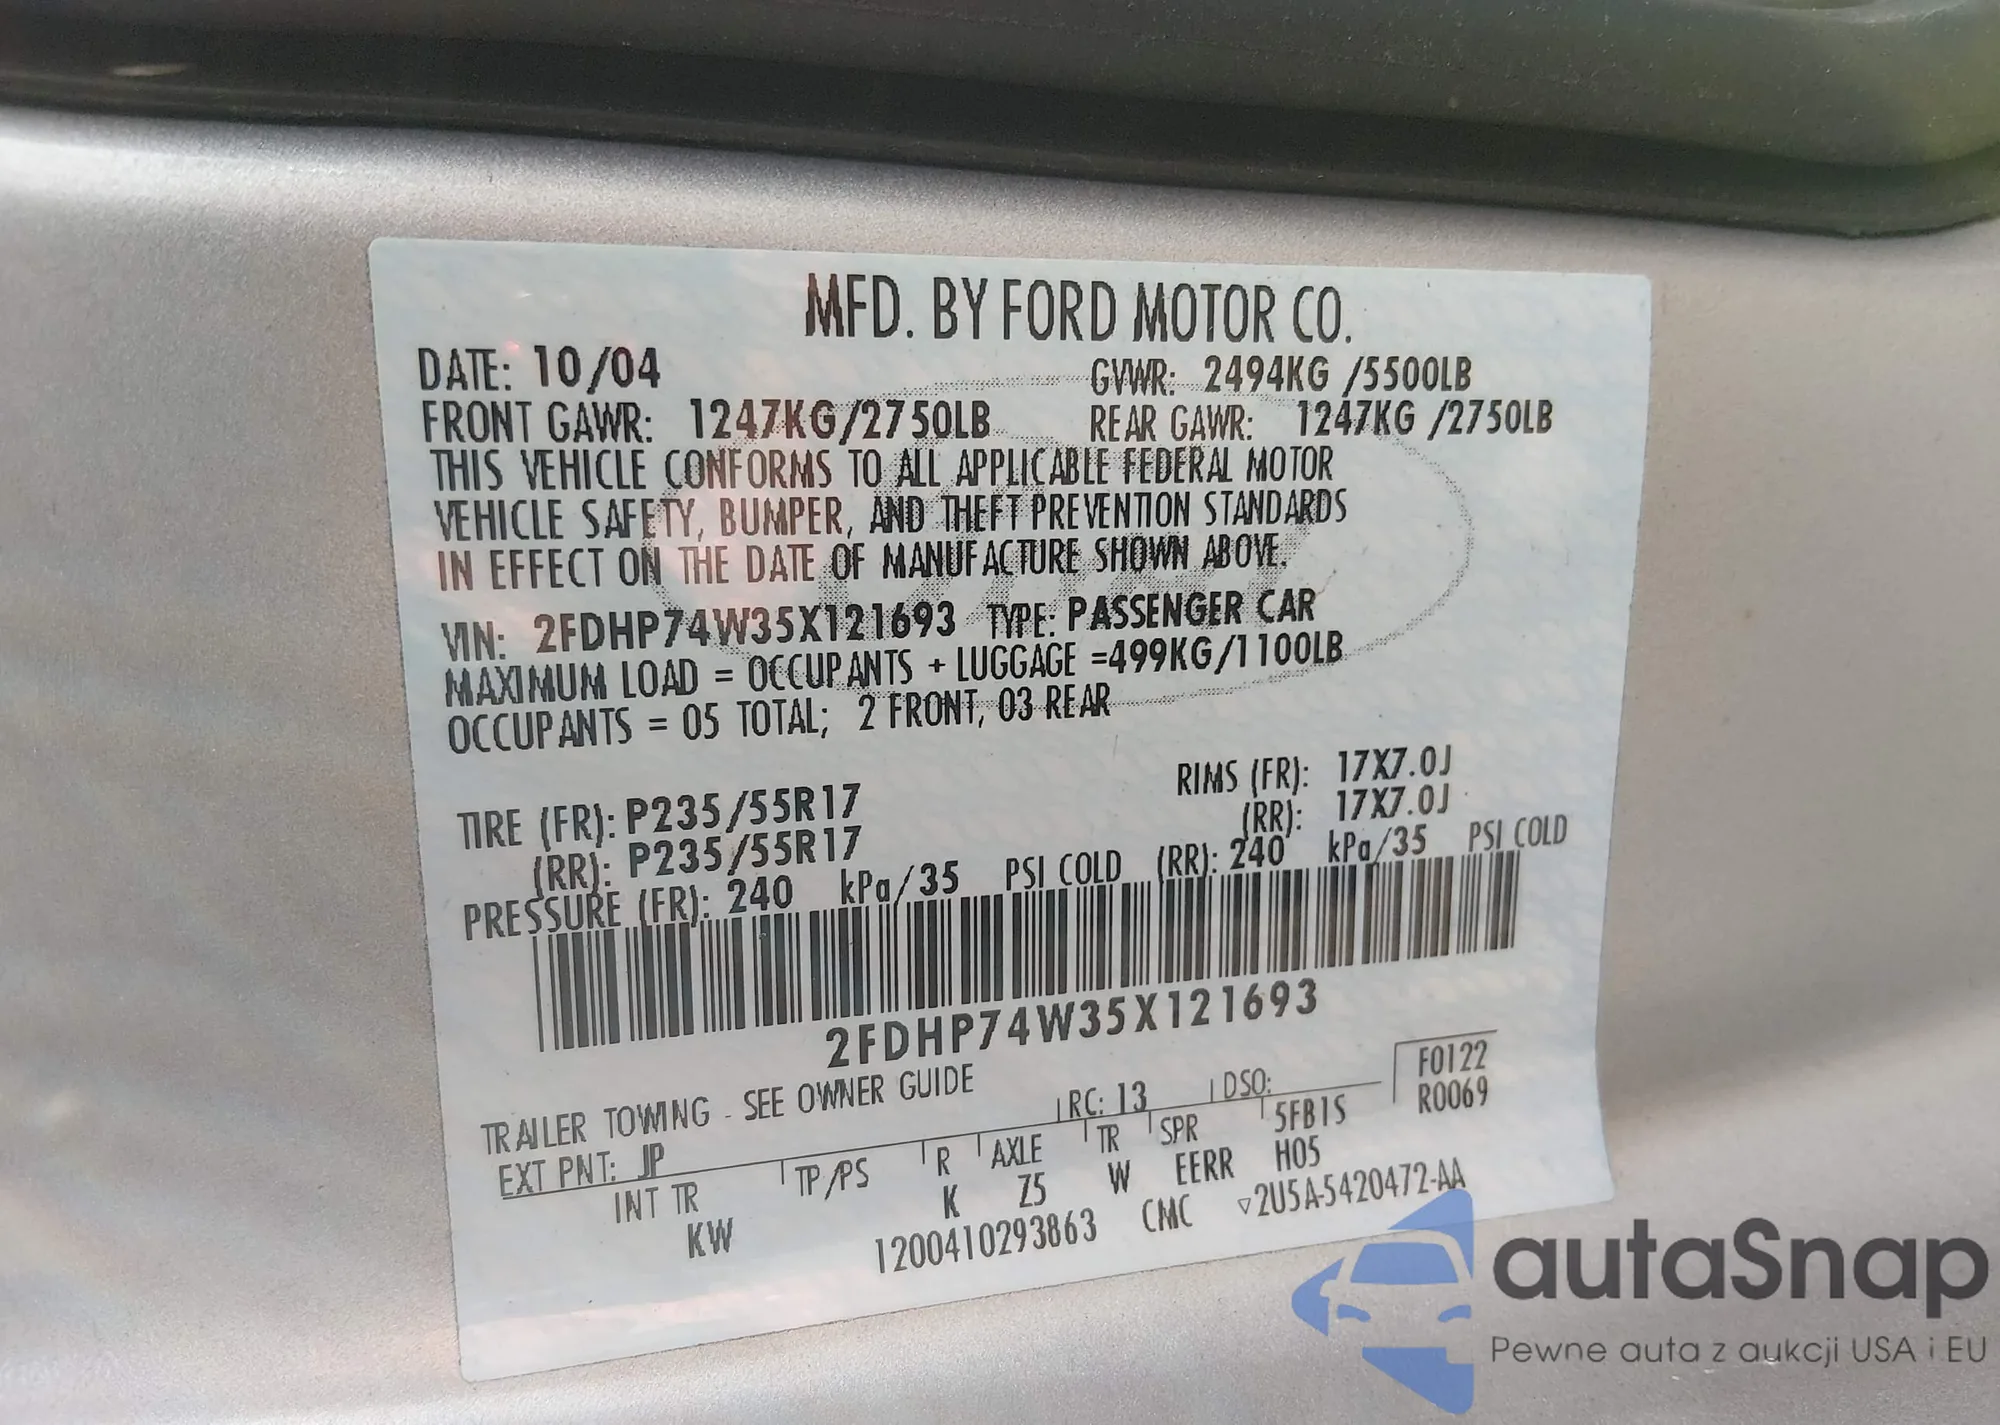 MFD. BY FORD MOTOR CO.
DATE: 10/04 GVWR: 2494KG /5500LB
FRONT GAWR: 1247KG/2750LB REAR GAWR: 1247KG /2750LB
THIS VEHICLE CONFORMS TO ALL APPLICABLE FEDERAL MOTOR
VEHICLE SAFETY, BUMPER, AND THEFT PREVENTION STANDARDS
IN EFFECT ON THE DATE OF MANUFACTURE SHOWN ABOVE.
VIN: 2FDHP74W35X121693 TYPE: PASSENGER CAR
MAXIMUM LOAD = OCCUPANTS + LUGGAGE =499KG/1100LB
OCCUPANTS = 05 TOTAL; 2 FRONT, 03 REAR
TIRE (FR): P235/55R17 RIMS (FR): 17X7.0J
(RR): P235/55R17 (RR): 17X7.0J
PRESSURE (FR): 240 kPa/35 PSI COLD (RR): 240 kPa/35 PSI COLD
2FDHP74W35X121693
TRAILER TOWING - SEE OWNER GUIDE
EXT PNT: JP RC: 13 DSO: F0122
INT TR TP/PS R AXLE TR SPR 5FB1S R0069
KW K Z5 W EERR H05
1200410293863 CMC ▽2U5A-5420472-AA
autaSnap
Pewne auta z aukcji USA i EU